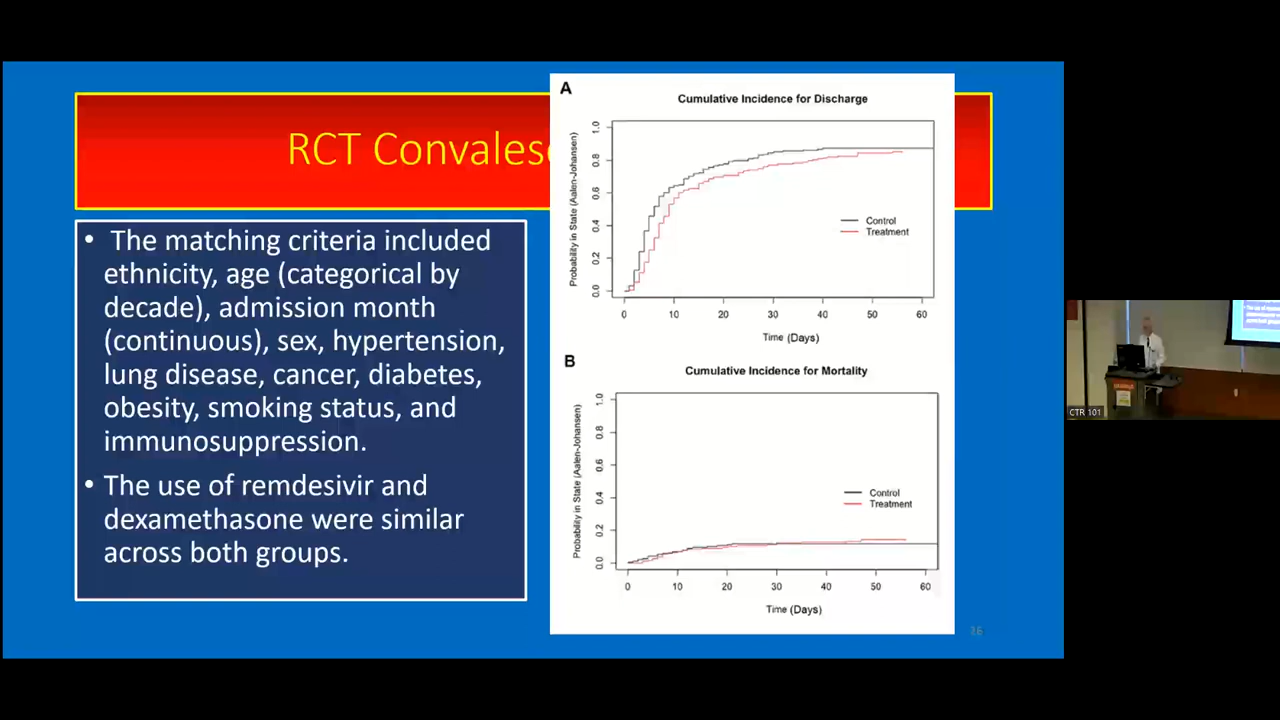 RCT Convalesc
• The matching criteria included
ethnicity, age (categorical by
decade), admission month
(continuous), sex, hypertension,
lung disease, cancer, diabetes,
obesity, smoking status, and
immunosuppression.
• The use of remdesivir and
dexamethasone were similar
across both groups.
A
Cumulative Incidence for Discharge
Probability in State (Aalen-Johansen)
1.0
0.8
0.6
0.4
0.2
0.0
Control
Treatment
0 10 20 30 40 50 60
Time (Days)
B
Cumulative Incidence for Mortality
Probability in State (Aalen-Johansen)
1.0
0.8
0.6
0.4
0.2
0.0
Control
Treatment
0 10 20 30 40 50 60
Time (Days)
16
CTR 101